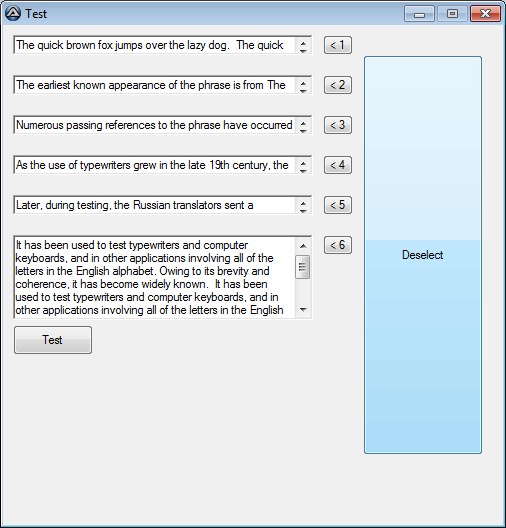 Test
The quick brown fox jumps over the lazy dog.  The quick
< 1
The earliest known appearance of the phrase is from The
< 2
Numerous passing references to the phrase have occurred
< 3
As the use of typewriters grew in the late 19th century, the
< 4
Later, during testing, the Russian translators sent a
< 5
It has been used to test typewriters and computer
keyboards, and in other applications involving all of the
letters in the English alphabet. Owing to its brevity and
coherence, it has become widely known.  It has been
used to test typewriters and computer keyboards, and in
other applications involving all of the letters in the English
< 6
Deselect
Test